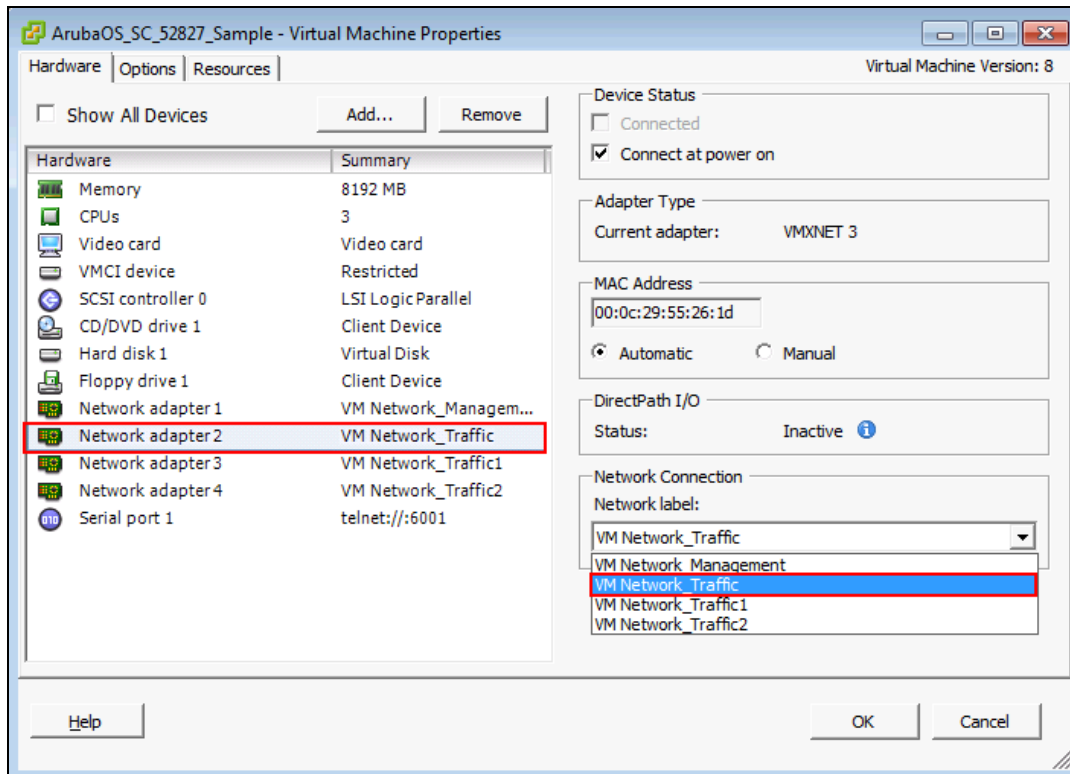 ArubaOS_SC_52827_Sample - Virtual Machine Properties
Hardware Options Resources
Virtual Machine Version: 8
Show All Devices
Add...
Remove
Hardware Summary
Memory 8192 MB
CPUs 3
Video card Video card
VMCI device Restricted
SCSI controller 0 LSI Logic Parallel
CD/DVD drive 1 Client Device
Hard disk 1 Virtual Disk
Floppy drive 1 Client Device
Network adapter 1 VM Network_Managem...
Network adapter 2 VM Network_Traffic
Network adapter 3 VM Network_Traffic1
Network adapter 4 VM Network_Traffic2
Serial port 1 telnet://:6001
Device Status
Connected
Connect at power on
Adapter Type
Current adapter: VMXNET 3
MAC Address
00:0c:29:55:26:1d
Automatic Manual
DirectPath I/O
Status: Inactive
Network Connection
Network label:
VM Network_Traffic
VM Network_Management
VM Network_Traffic
VM Network_Traffic1
VM Network_Traffic2
Help
OK
Cancel